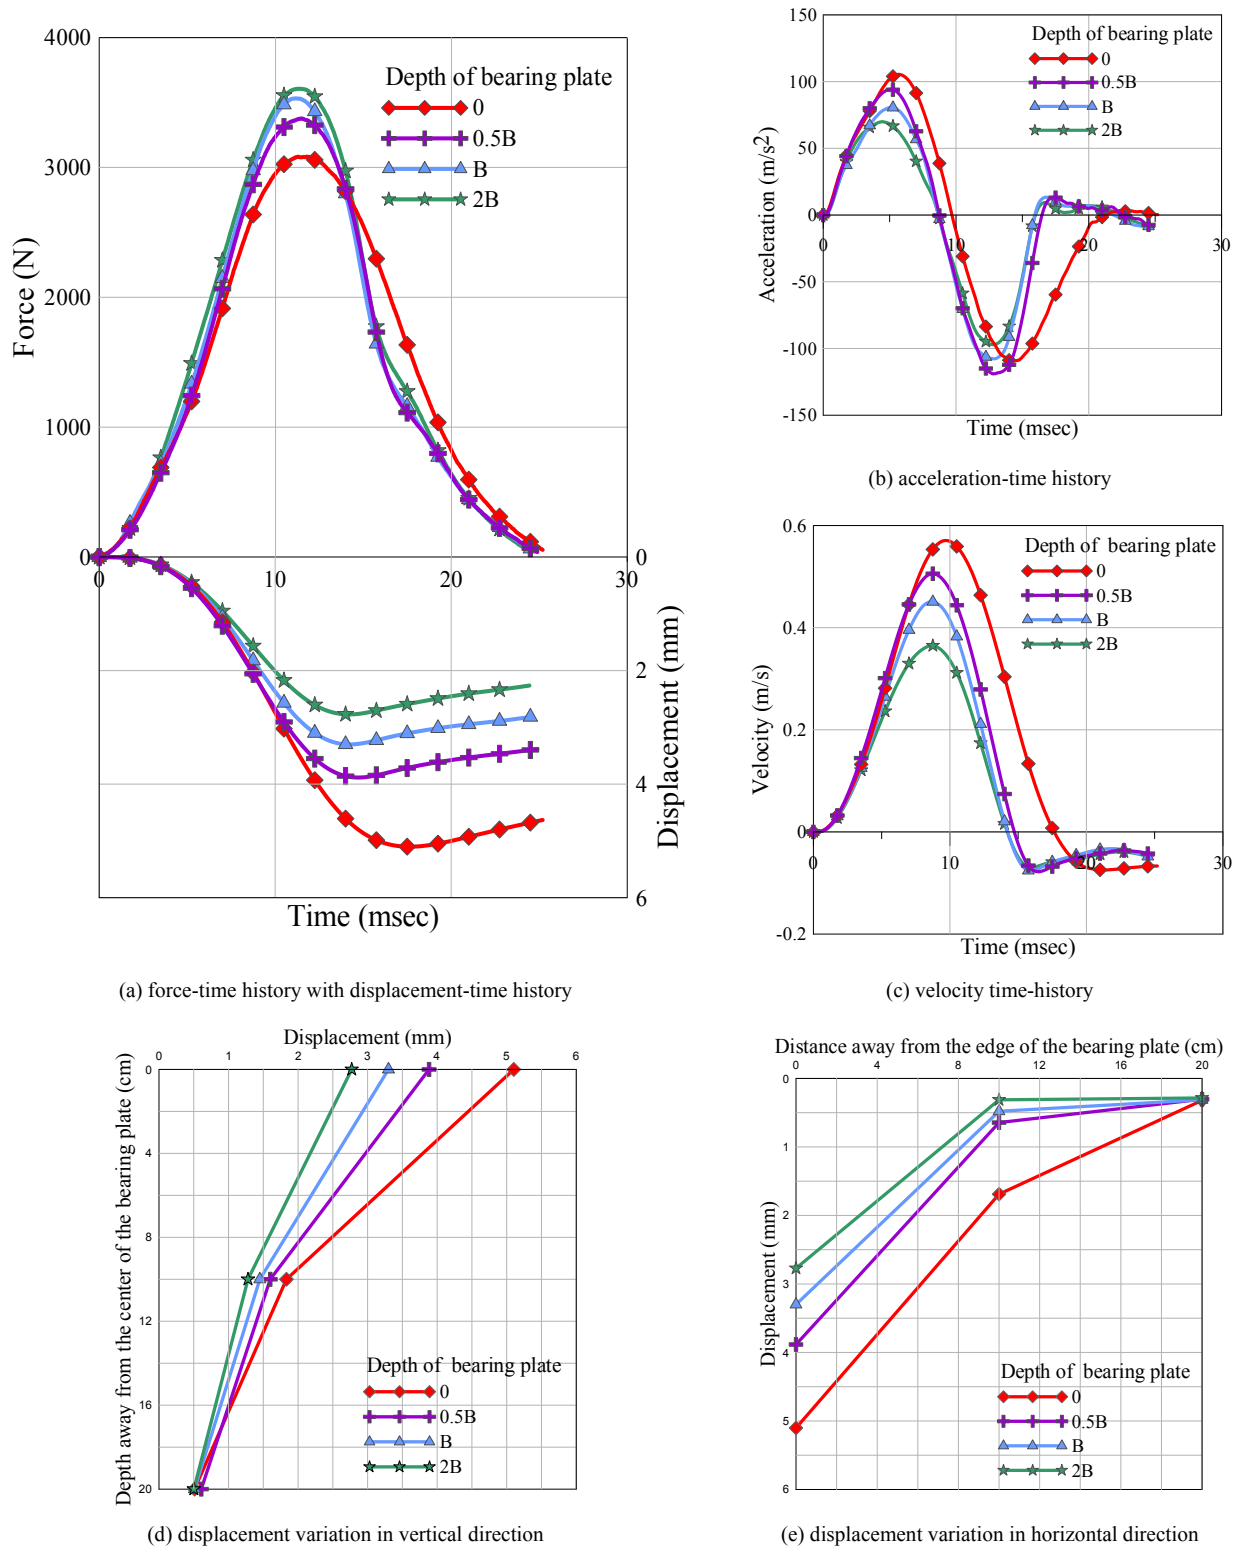 4000
3000
2000
1000
0
Force (N)
Depth of bearing plate
0
0.5B
B
2B
0
10
20
30
0
2
4
6
Displacement (mm)
Time (msec)
(a) force-time history with displacement-time history
150
100
50
0
-50
-100
-150
Acceleration (m/s2)
Depth of bearing plate
0
0.5B
B
2B
0
10
20
30
Time (msec)
(b) acceleration-time history
0.6
0.4
0.2
0
-0.2
Velocity (m/s)
Depth of bearing plate
0
0.5B
B
2B
0
10
20
30
Time (msec)
(c) velocity time-history
Displacement (mm)
0 1 2 3 4 5 6
0
4
8
12
16
20
Depth away from the center of the bearing plate (cm)
Depth of bearing plate
0
0.5B
B
2B
(d) displacement variation in vertical direction
Distance away from the edge of the bearing plate (cm)
0 4 8 12 16 20
0
1
2
3
4
5
6
Displacement (mm)
Depth of bearing plate
0
0.5B
B
2B
(e) displacement variation in horizontal direction